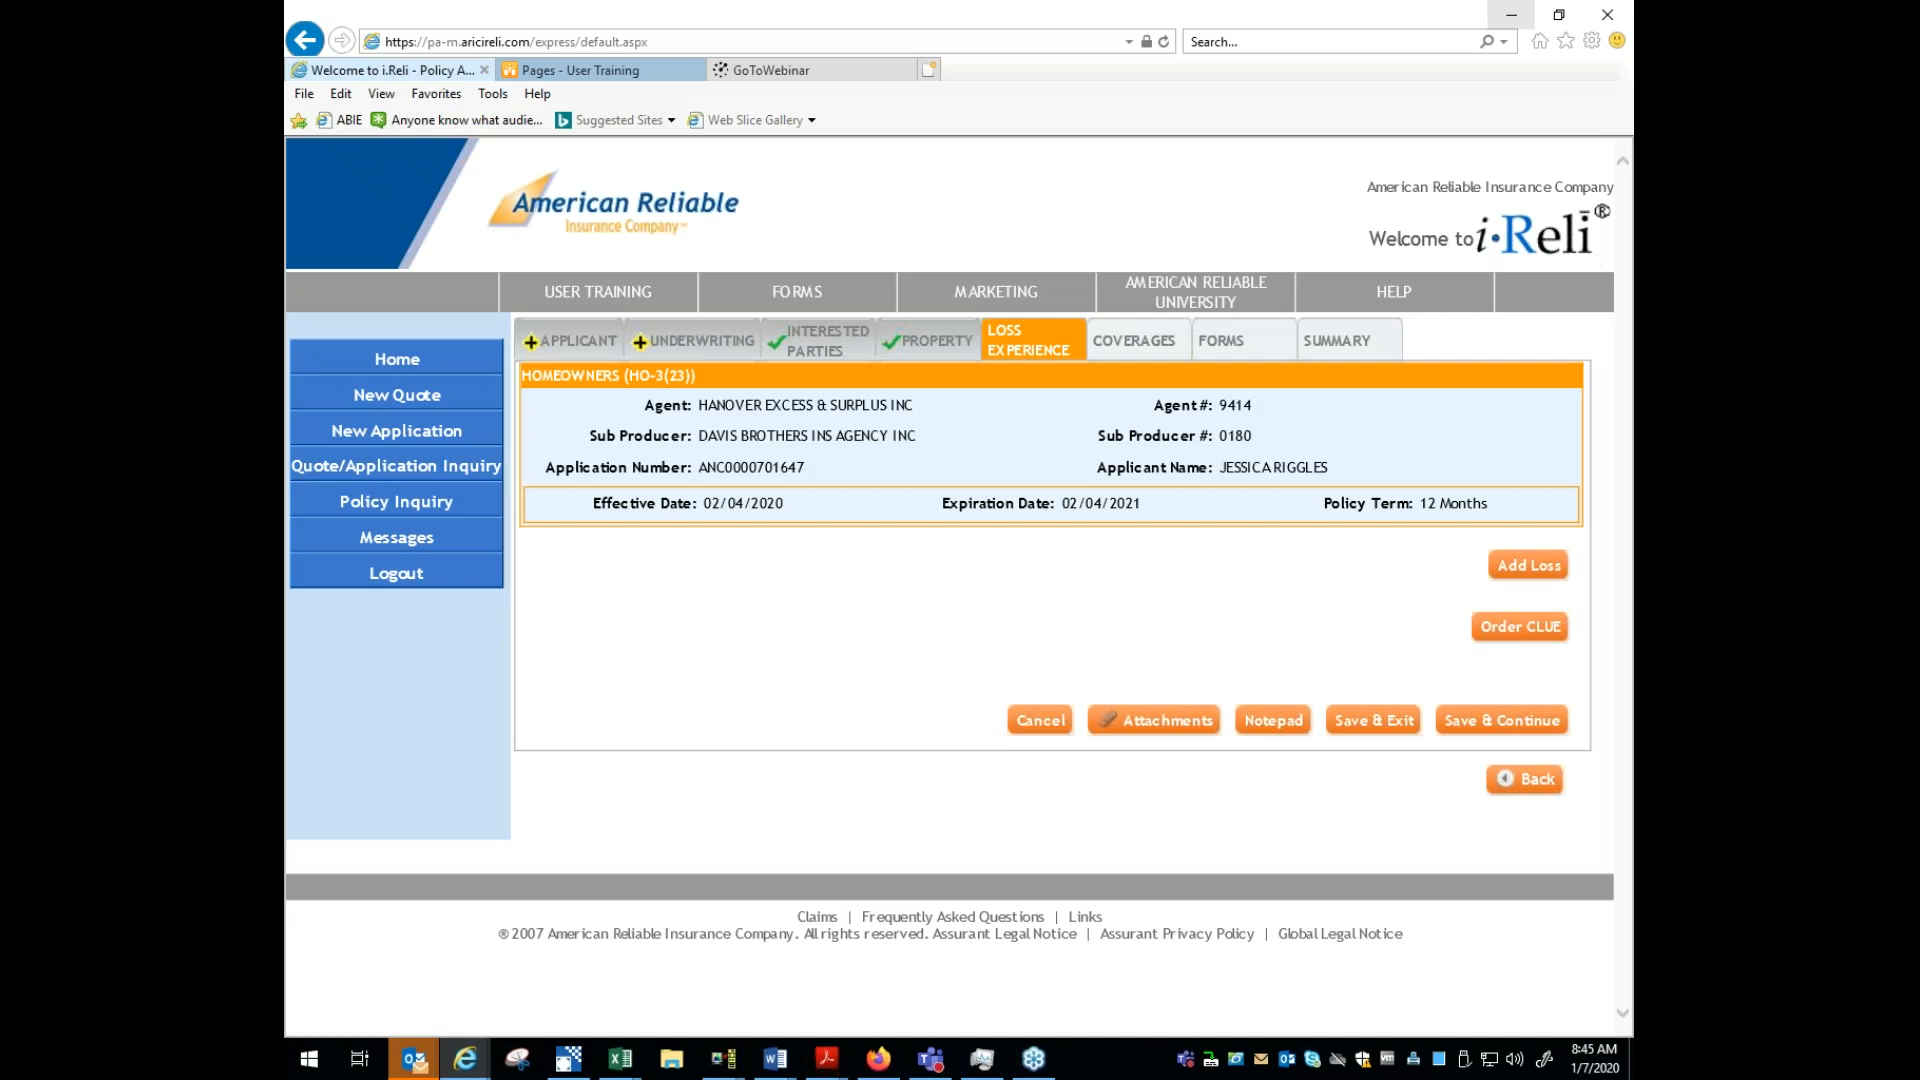 https://pa-m.aricireli.com/express/default.aspx
Search...
Welcome to i.Reli - Policy A...
Pages - User Training
GoToWebinar
File Edit View Favorites Tools Help
ABIE Anyone know what audie... Suggested Sites Web Slice Gallery
American Reliable
Insurance Company™
American Reliable Insurance Company
Welcome to i•Reli®
USER TRAINING
FORMS
MARKETING
AMERICAN RELIABLE
UNIVERSITY
HELP
Home
New Quote
New Application
Quote/Application Inquiry
Policy Inquiry
Messages
Logout
APPLICANT
UNDERWRITING
INTERESTED
PARTIES
PROPERTY
LOSS
EXPERIENCE
COVERAGES
FORMS
SUMMARY
HOMEOWNERS (HO-3(23))
Agent: HANOVER EXCESS & SURPLUS INC Agent#: 9414
Sub Producer: DAVIS BROTHERS INS AGENCY INC Sub Producer #: 0180
Application Number: ANC0000701647 Applicant Name: JESSICA RIGGLES
Effective Date: 02/04/2020 Expiration Date: 02/04/2021 Policy Term: 12 Months
Add Loss
Order CLUE
Cancel Attachments Notepad Save & Exit Save & Continue
Back
Claims | Frequently Asked Questions | Links
® 2007 American Reliable Insurance Company. All rights reserved. Assurant Legal Notice | Assurant Privacy Policy | Global Legal Notice
8:45 AM
1/7/2020